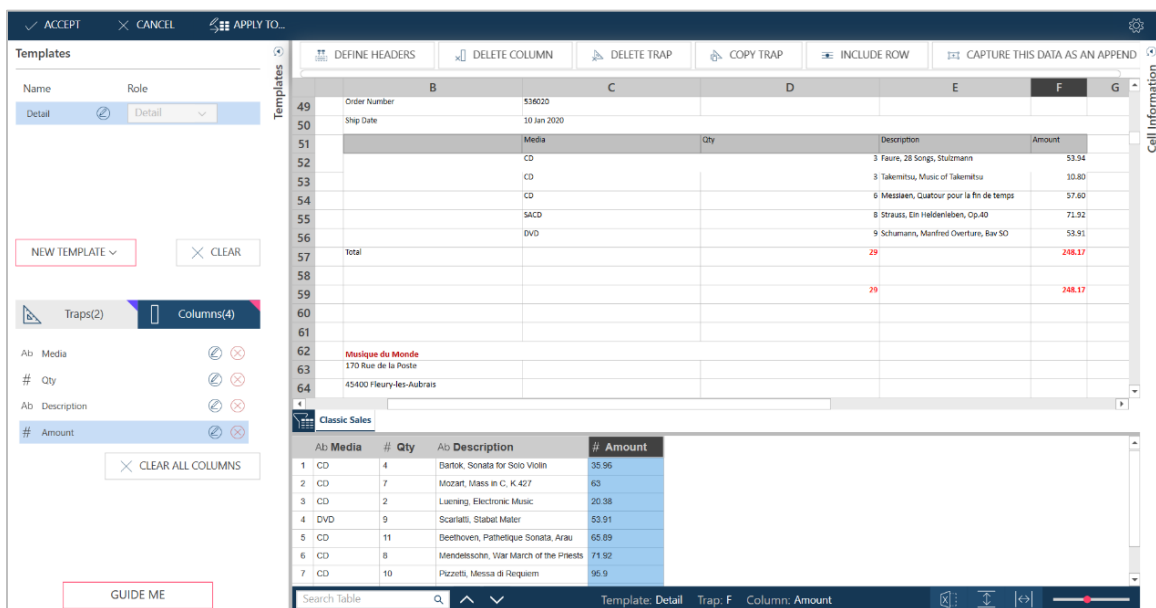 ACCEPT CANCEL APPLY TO...
Templates
Name Role
Detail Detail
NEW TEMPLATE CLEAR
Traps(2) Columns(4)
Ab Media
# Qty
Ab Description
# Amount
CLEAR ALL COLUMNS
GUIDE ME
Templates
DEFINE HEADERS DELETE COLUMN DELETE TRAP COPY TRAP INCLUDE ROW CAPTURE THIS DATA AS AN APPEND
Cell Information
B C D E F G
49 Order Number 536020
50 Ship Date 10 Jan 2020
51 Media Qty Description Amount
52 CD 3 Faure, 28 Songs, Stulzmann 53.94
53 CD 3 Takemitsu, Music of Takemitsu 10.80
54 CD 6 Messiaen, Quatour pour la fin de temps 57.60
55 SACD 8 Strauss, Ein Heldenleben, Op.40 71.92
56 DVD 9 Schumann, Manfred Overture, Bav SO 53.91
57 Total 29 248.17
58
59 29 248.17
60
61
62 Musique du Monde
63 170 Rue de la Poste
64 45400 Fleury-les-Aubrais
Classic Sales
Ab Media # Qty Ab Description # Amount
1 CD 4 Bartok, Sonata for Solo Violin 35.96
2 CD 7 Mozart, Mass in C, K.427 63
3 CD 2 Luening, Electronic Music 20.38
4 DVD 9 Scarlatti, Stabat Mater 53.91
5 CD 11 Beethoven, Pathetique Sonata, Arau 65.89
6 CD 8 Mendelssohn, War March of the Priests 71.92
7 CD 10 Pizzetti, Messa di Requiem 95.9
Search Table Template: Detail Trap: F Column: Amount